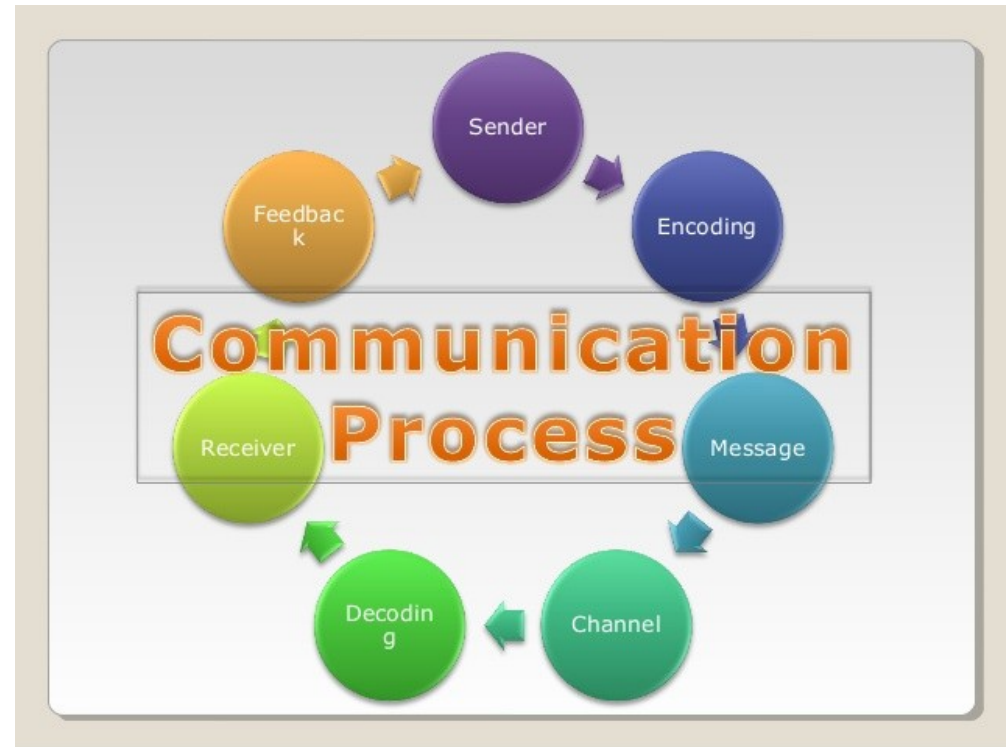 Sender
Encoding
Message
Channel
Decodin
g
Receiver
Feedbac
k
Communication
Process